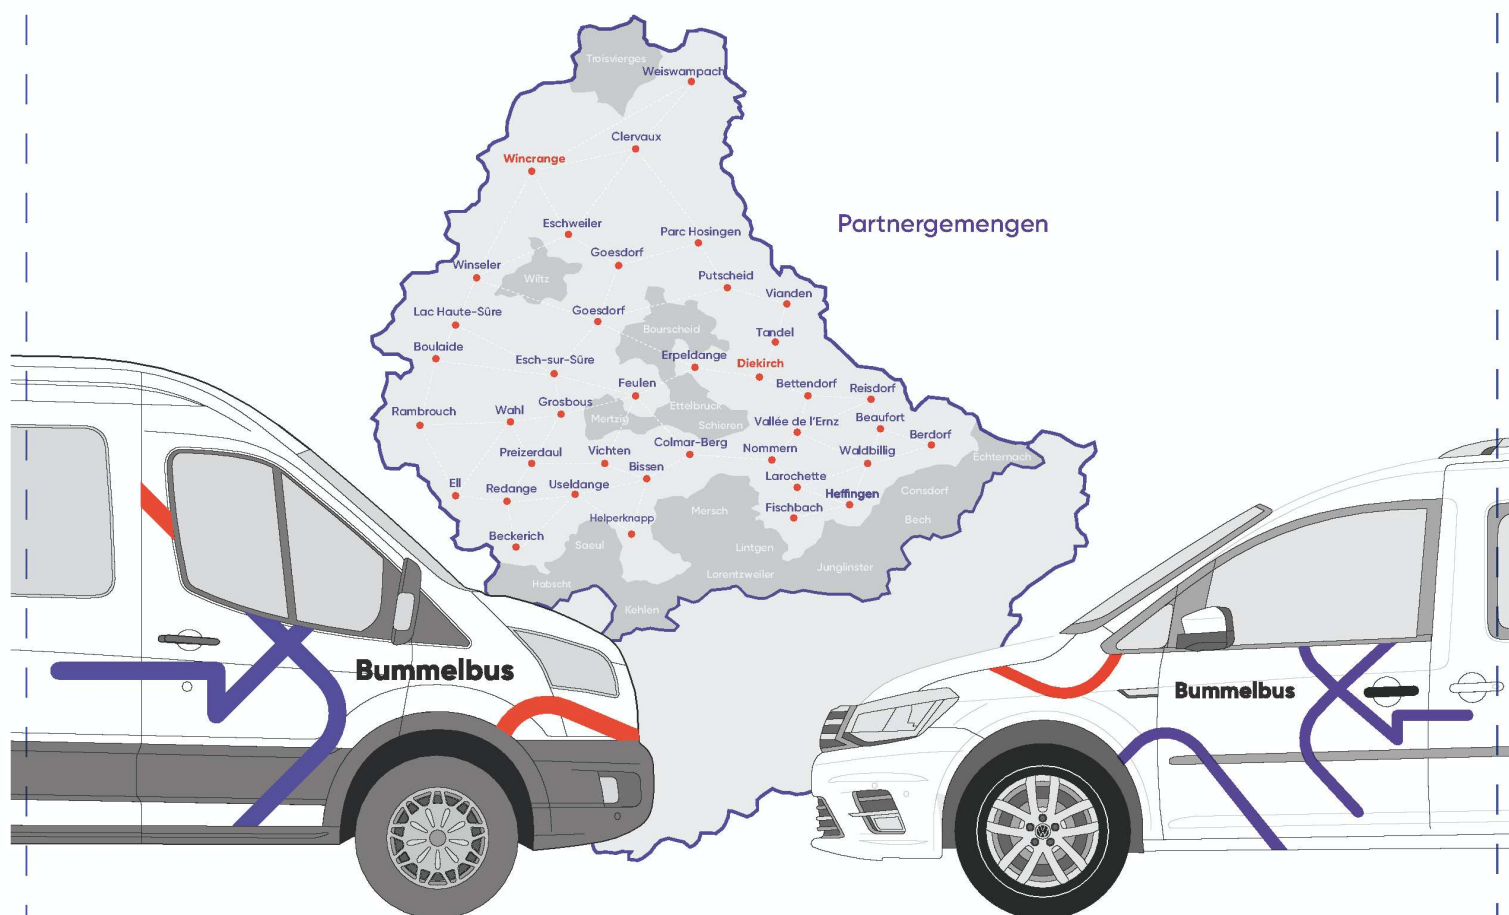 Troisvierges
Weiswampach
Clervaux
Wincrange
Partnergemengen
Eschweiler
Parc Hosingen
Goesdorf
Winseler
Wiltz
Putscheid
Vianden
Lac Haute-Sûre
Goesdorf
Bourscheid
Tandel
Boulaide
Esch-sur-Sûre
Erpeldange
Diekirch
Feulen
Bettendorf
Reisdorf
Rambrouch
Wahl
Grosbous
Mertzig
Ettelbruck
Schieren
Vallée de l'Ernz
Beaufort
Berdorf
Preizerdaul
Vichten
Colmar-Berg
Nommern
Waldbillig
Echternach
Bissen
Ell
Redange
Useldange
Larochette
Heffingen
Consdorf
Fischbach
Mersch
Helperknapp
Bech
Beckerich
Saeul
Lintgen
Junglinster
Habscht
Lorentzweiler
Kehlen
Bummelbus
Bummelbus